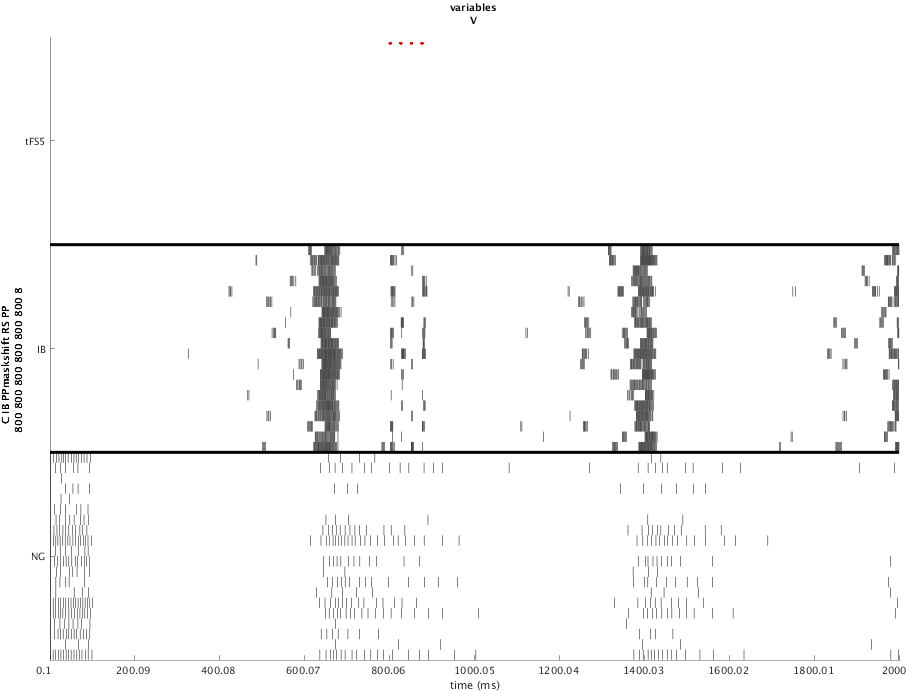 variables
V
tFS5
C IB PPmaskshift RS PP
800 800 800 800 800 800 8
IB
NG
0.1 200.09 400.08 600.07 800.06 1000.05 1200.04 1400.03 1600.02 1800.01 2000
time (ms)